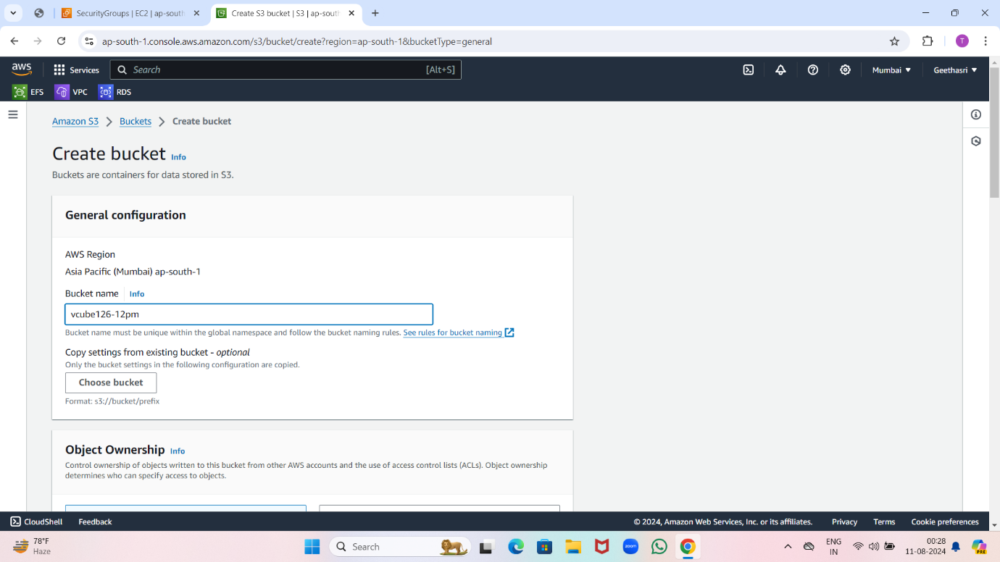 SecurityGroups | EC2 | ap-south
Create S3 bucket | S3 | ap-sout
ap-south-1.console.aws.amazon.com/s3/bucket/create?region=ap-south-1&bucketType=general
T
aws
Services
Search
[Alt+S]
Mumbai
Geethasri
EFS
VPC
RDS
Amazon S3
Buckets
Create bucket
Create bucket Info
Buckets are containers for data stored in S3.
General configuration
AWS Region
Asia Pacific (Mumbai) ap-south-1
Bucket name Info
vcube126-12pm
Bucket name must be unique within the global namespace and follow the bucket naming rules. See rules for bucket naming
Copy settings from existing bucket - optional
Only the bucket settings in the following configuration are copied.
Choose bucket
Format: s3://bucket/prefix
Object Ownership Info
Control ownership of objects written to this bucket from other AWS accounts and the use of access control lists (ACLs). Object ownership
determines who can specify access to objects.
CloudShell
Feedback
© 2024, Amazon Web Services, Inc. or its affiliates.
Privacy
Terms
Cookie preferences
78°F
Haze
Search
zoom
ENG
IN
00:28
11-08-2024
PRE